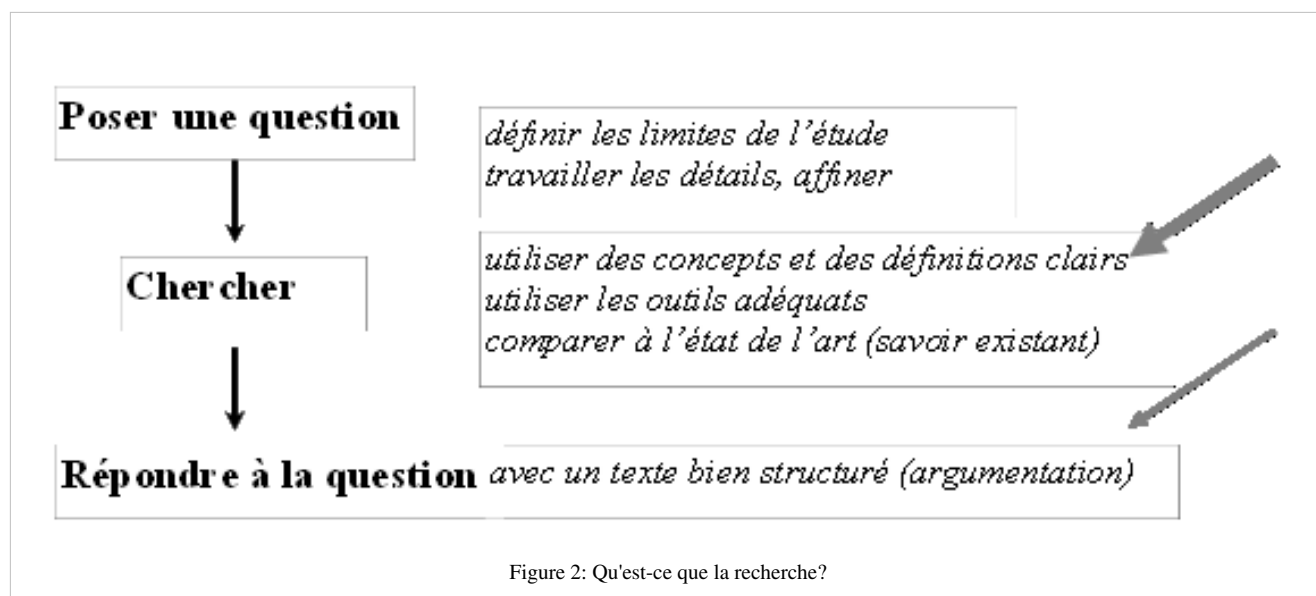 Poser une question
définir les limites de l'étude
travailler les détails, affiner
Chercher
utiliser des concepts et des définitions clairs
utiliser les outils adéquats
comparer à l'état de l'art (savoir existant)
Répondre à la question avec un texte bien structuré (argumentation)
Figure 2: Qu'est-ce que la recherche?